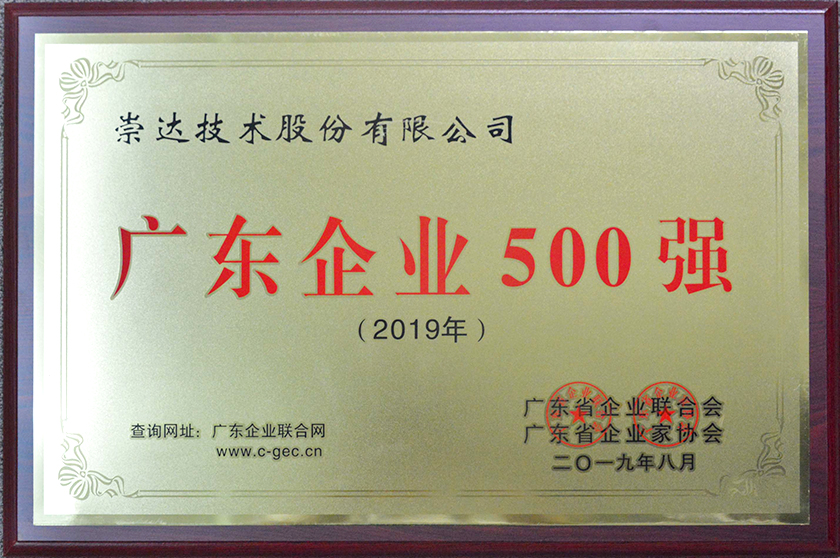 崇达技术股份有限公司
广东企业500强
（2019年）
查询网址：广东企业联合网
www.c-gec.cn
广东省企业联合会
广东省企业家协会
二〇一九年八月